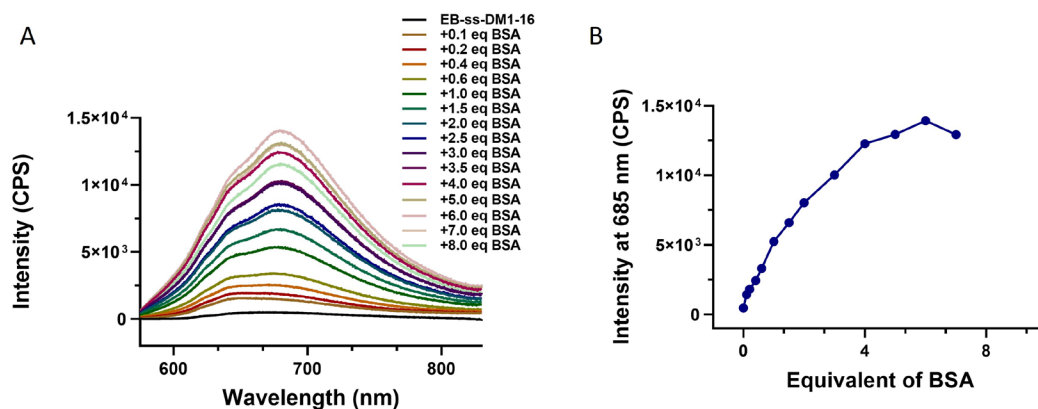 A
Intensity (CPS)
1.5×10⁴
1×10⁴
5×10³
0
600
700
800
Wavelength (nm)
EB-ss-DM1-16
+0.1 eq BSA
+0.2 eq BSA
+0.4 eq BSA
+0.6 eq BSA
+1.0 eq BSA
+1.5 eq BSA
+2.0 eq BSA
+2.5 eq BSA
+3.0 eq BSA
+3.5 eq BSA
+4.0 eq BSA
+5.0 eq BSA
+6.0 eq BSA
+7.0 eq BSA
+8.0 eq BSA
B
Intensity at 685 nm (CPS)
1.5×10⁴
1×10⁴
5×10³
0
0
4
8
Equivalent of BSA